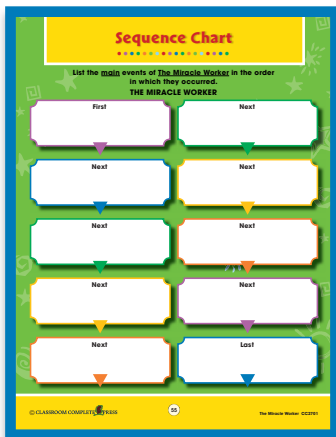 Sequence Chart
List the main events of The Miracle Worker in the order
in which they occurred.
THE MIRACLE WORKER
First
Next
Next
Next
Next
Next
Next
Next
Next
Last
© CLASSROOM COMPLETE PRESS
55
The Miracle Worker CC2701